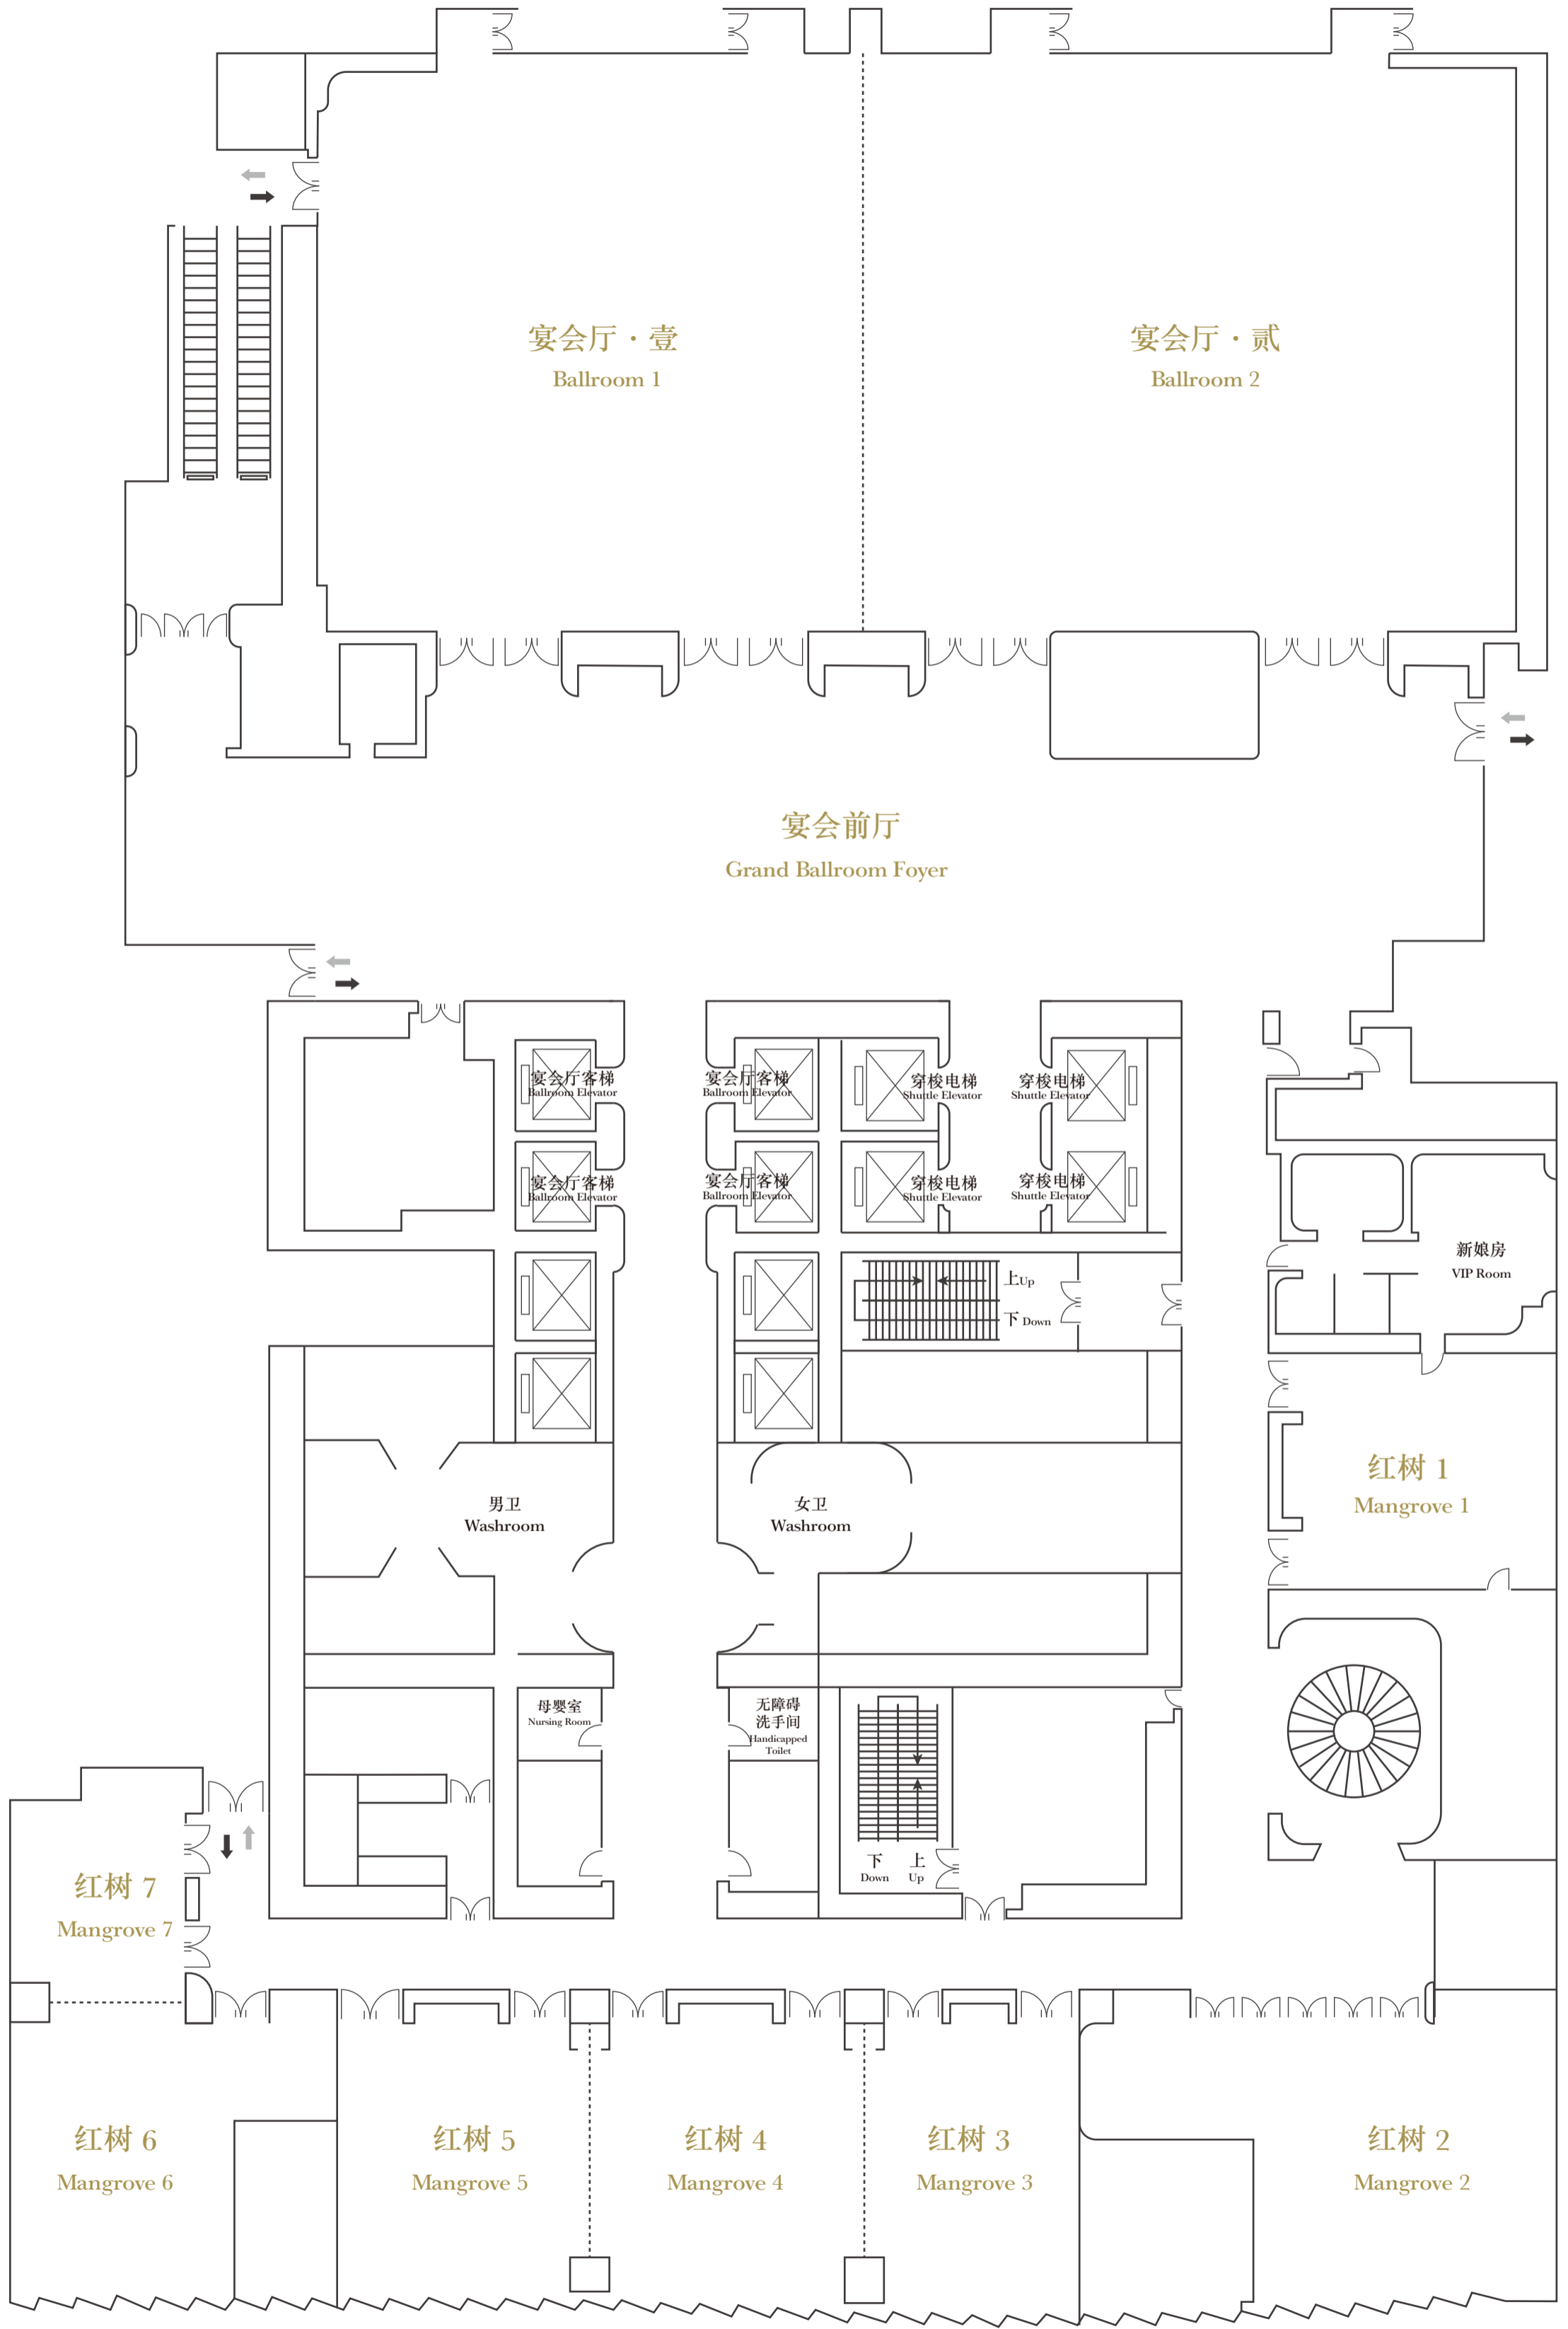 宴会厅·壹
Ballroom 1
宴会厅·贰
Ballroom 2
宴会前厅
Grand Ballroom Foyer
宴会厅客梯
Ballroom Elevator
宴会厅客梯
Ballroom Elevator
穿梭电梯
Shuttle Elevator
穿梭电梯
Shuttle Elevator
宴会厅客梯
Ballroom Elevator
宴会厅客梯
Ballroom Elevator
穿梭电梯
Shuttle Elevator
穿梭电梯
Shuttle Elevator
上Up
下 Down
新娘房
VIP Room
红树 1
Mangrove 1
男卫
Washroom
女卫
Washroom
母婴室
Nursing Room
无障碍
洗手间
Handicapped
Toilet
下
Down
上
Up
红树 7
Mangrove 7
红树 6
Mangrove 6
红树 5
Mangrove 5
红树 4
Mangrove 4
红树 3
Mangrove 3
红树 2
Mangrove 2